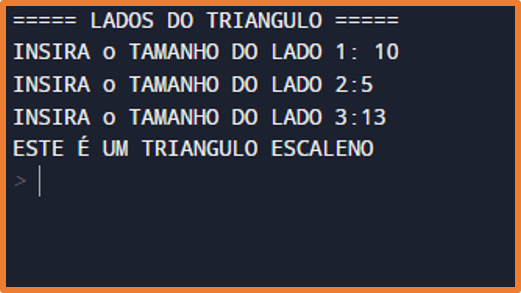 ===== LADOS DO TRIANGULO =====
INSIRA o TAMANHO DO LADO 1: 10
INSIRA o TAMANHO DO LADO 2:5
INSIRA o TAMANHO DO LADO 3:13
ESTE É UM TRIANGULO ESCALENO
>